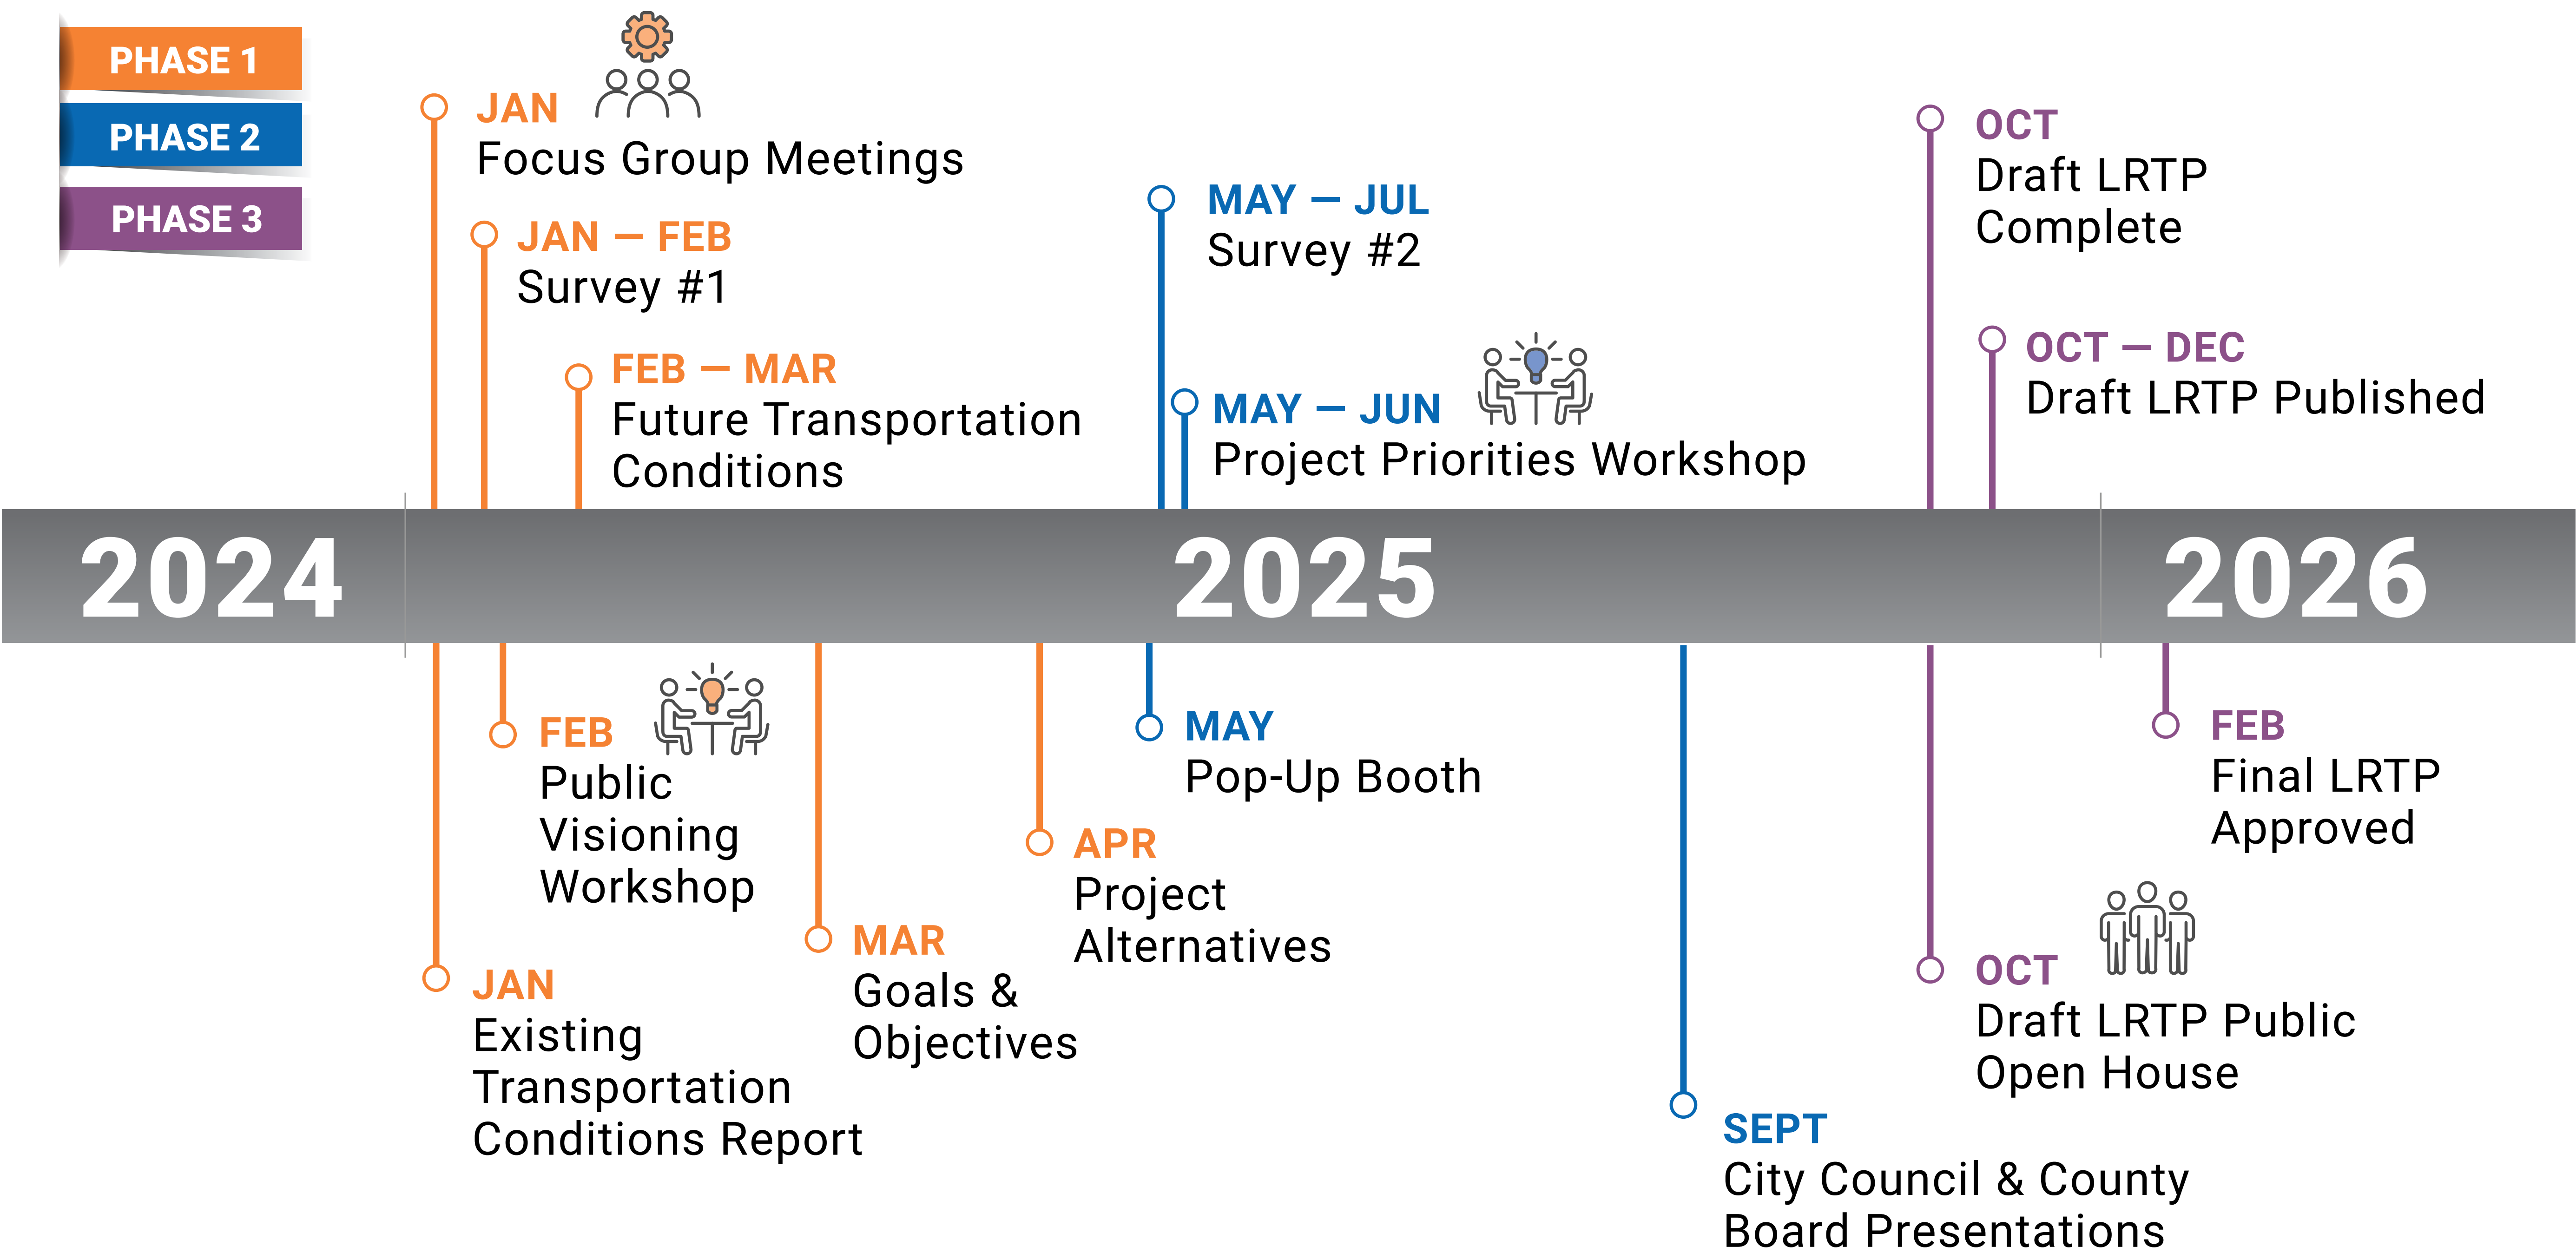 PHASE 1
PHASE 2
PHASE 3
JAN
Focus Group Meetings
JAN — FEB
Survey #1
FEB — MAR
Future Transportation
Conditions
MAY — JUL
Survey #2
MAY — JUN
Project Priorities Workshop
OCT
Draft LRTP
Complete
OCT — DEC
Draft LRTP Published
2024
2025
2026
FEB
Public
Visioning
Workshop
JAN
Existing
Transportation
Conditions Report
MAR
Goals &
Objectives
APR
Project
Alternatives
MAY
Pop-Up Booth
SEPT
City Council & County
Board Presentations
OCT
Draft LRTP Public
Open House
FEB
Final LRTP
Approved